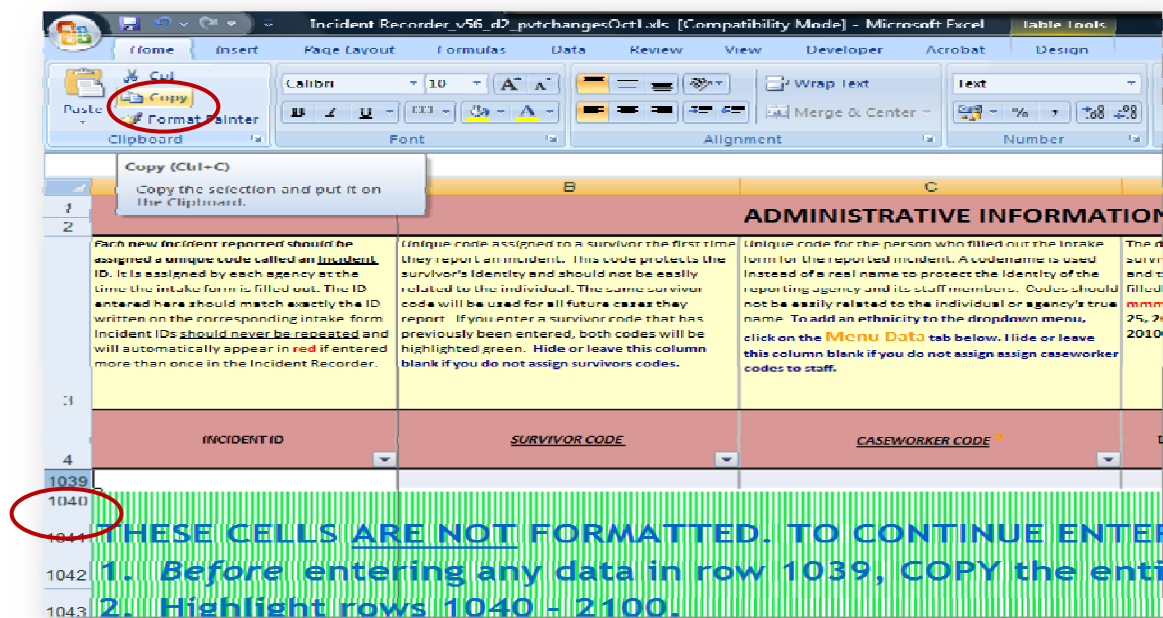 Incident Recorder_v56_d2_pvtchangesOct1.xls [Compatibility Mode] - Microsoft Excel Table Tools
Home Insert Page Layout Formulas Data Review View Developer Acrobat Design
Cut
Copy
Format Painter
Paste
Calibri 10
Wrap Text
Merge & Center
Text
Clipboard Font Alignment Number
Copy (Ctrl+C)
Copy the selection and put it on
the Clipboard.
B C
1
2
ADMINISTRATIVE INFORMATION
Each new incident reported should be
assigned a unique code called an Incident
ID. It is assigned by each agency at the
time the intake form is filled out. The ID
entered here should match exactly the ID
written on the corresponding intake form.
Incident IDs should never be repeated and
will automatically appear in red if entered
more than once in the Incident Recorder.
Unique code assigned to a survivor the first time
they report an incident. This code protects the
survivor's identity and should not be easily
related to the individual. The same survivor
code will be used for all future cases they
report. If you enter a survivor code that has
previously been entered, both codes will be
highlighted green. Hide or leave this column
blank if you do not assign survivors codes.
Unique code for the person who filled out the intake
form for the reported incident. A codename is used
instead of a real name to protect the identity of the
reporting agency and its staff members. Codes should
not be easily related to the individual or agency's true
name. To add an ethnicity to the dropdown menu,
click on the Menu Data tab below. Hide or leave
this column blank if you do not assign assign caseworker
codes to staff.
The d
survi
and t
filled
mmm
25, 2
2010
3
4
INCIDENT ID SURVIVOR CODE CASEWORKER CODE
1039
1040
1041 THESE CELLS ARE NOT FORMATTED. TO CONTINUE ENTER
1042 1. Before entering any data in row 1039, COPY the enti
1043 2. Highlight rows 1040 - 2100.